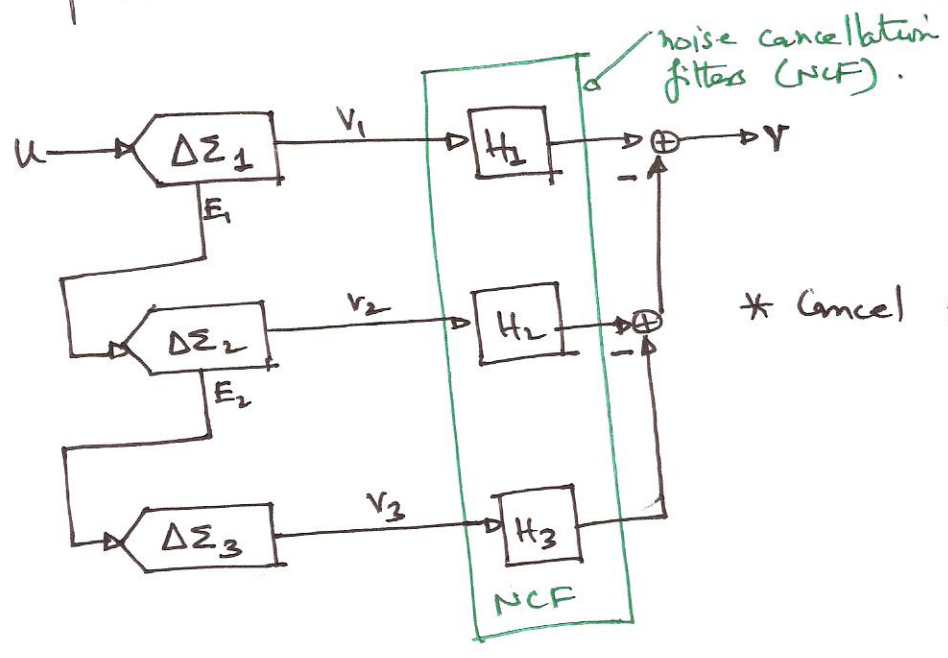 noise cancellation
filters (NCF).
U
ΔΣ1
V1
H1
V
-
E1
ΔΣ2
V2
H2
-
* Cancel
E2
ΔΣ3
V3
H3
NCF